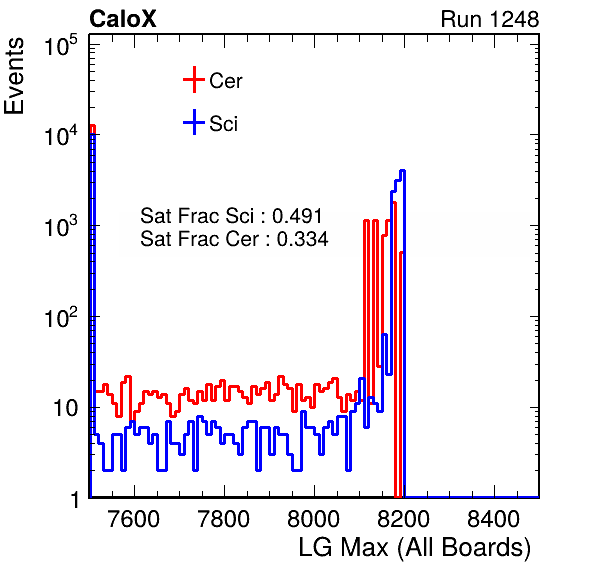 CaloX Run 1248
Events
10^5
Cer
Sci
10^4
Sat Frac Sci : 0.491
Sat Frac Cer : 0.334
10^3
10^2
10
1
7600 7800 8000 8200 8400
LG Max (All Boards)